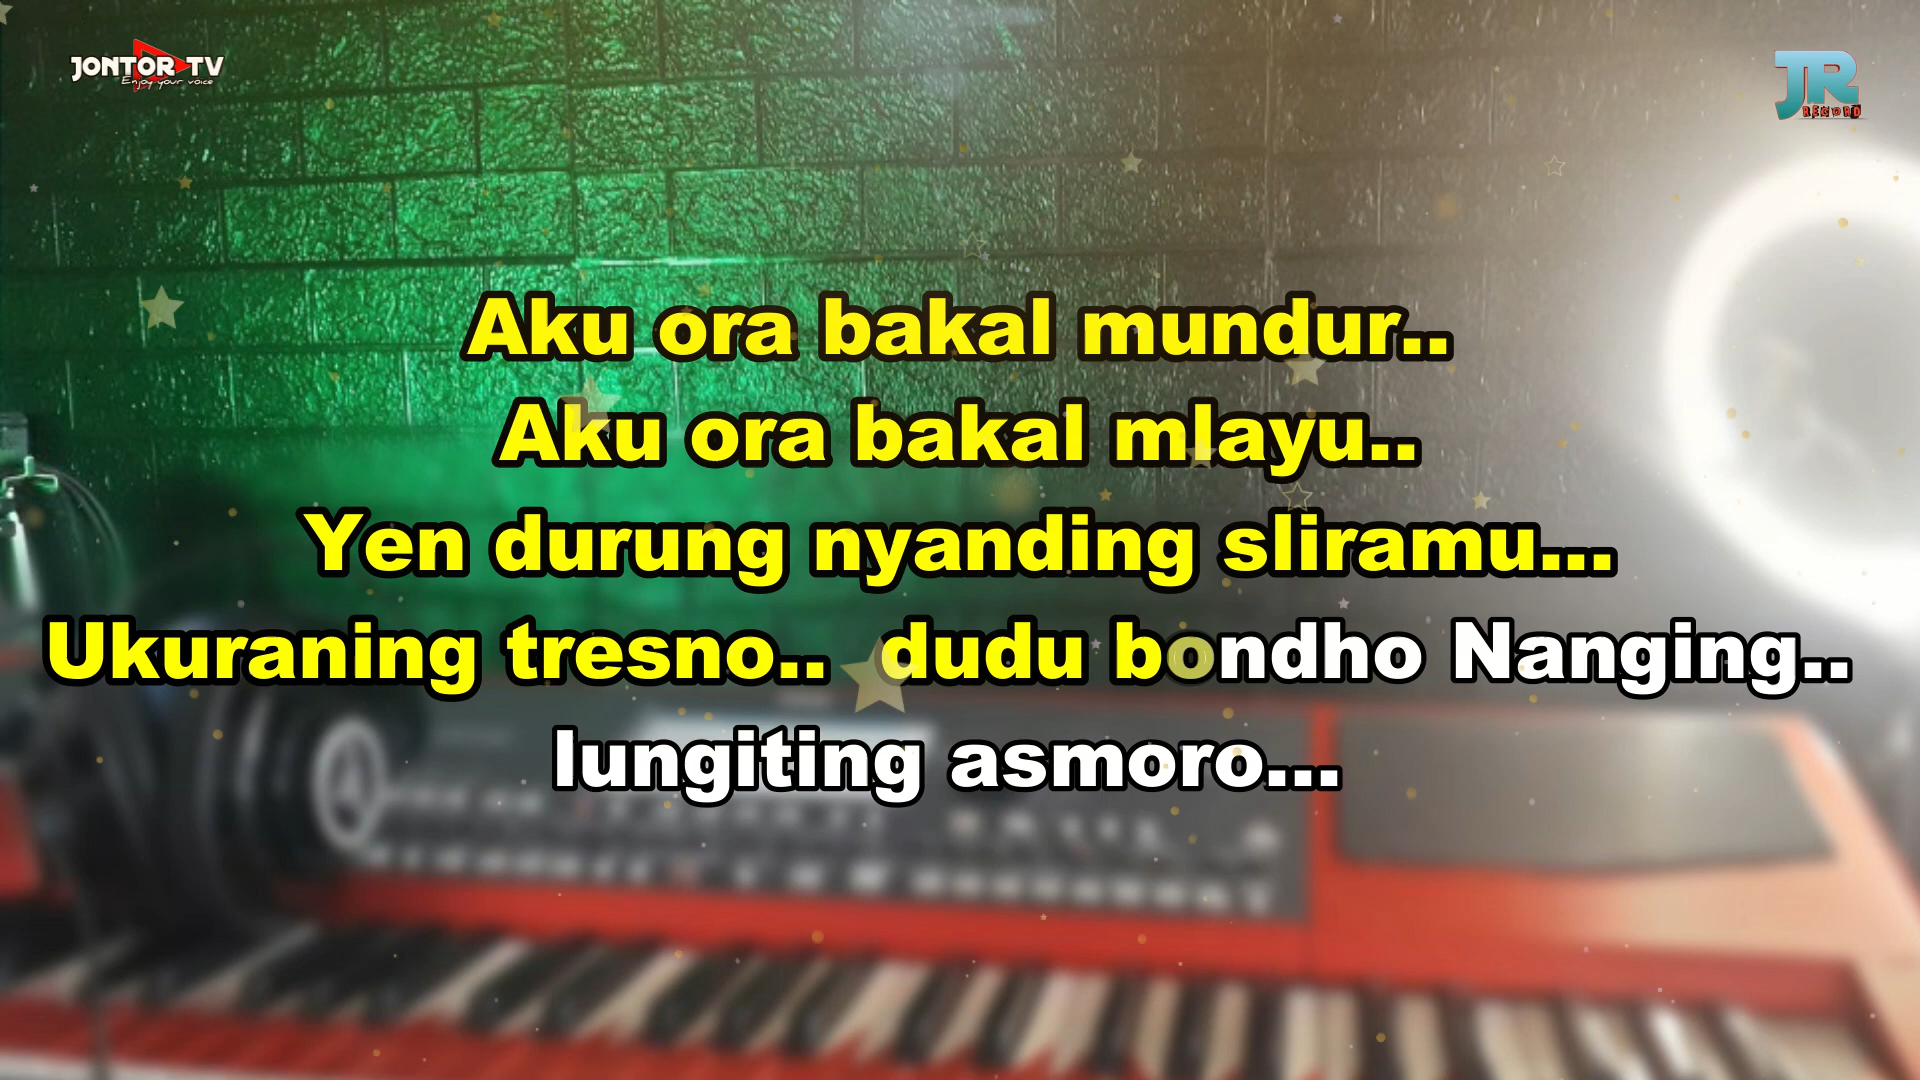 JONTOR TV
Enjoy your voice
JR
RECORD
Aku ora bakal mundur..
Aku ora bakal mlayu..
Yen durung nyanding sliramu...
Ukuraning tresno.. dudu bondho Nanging..
lungiting asmoro...